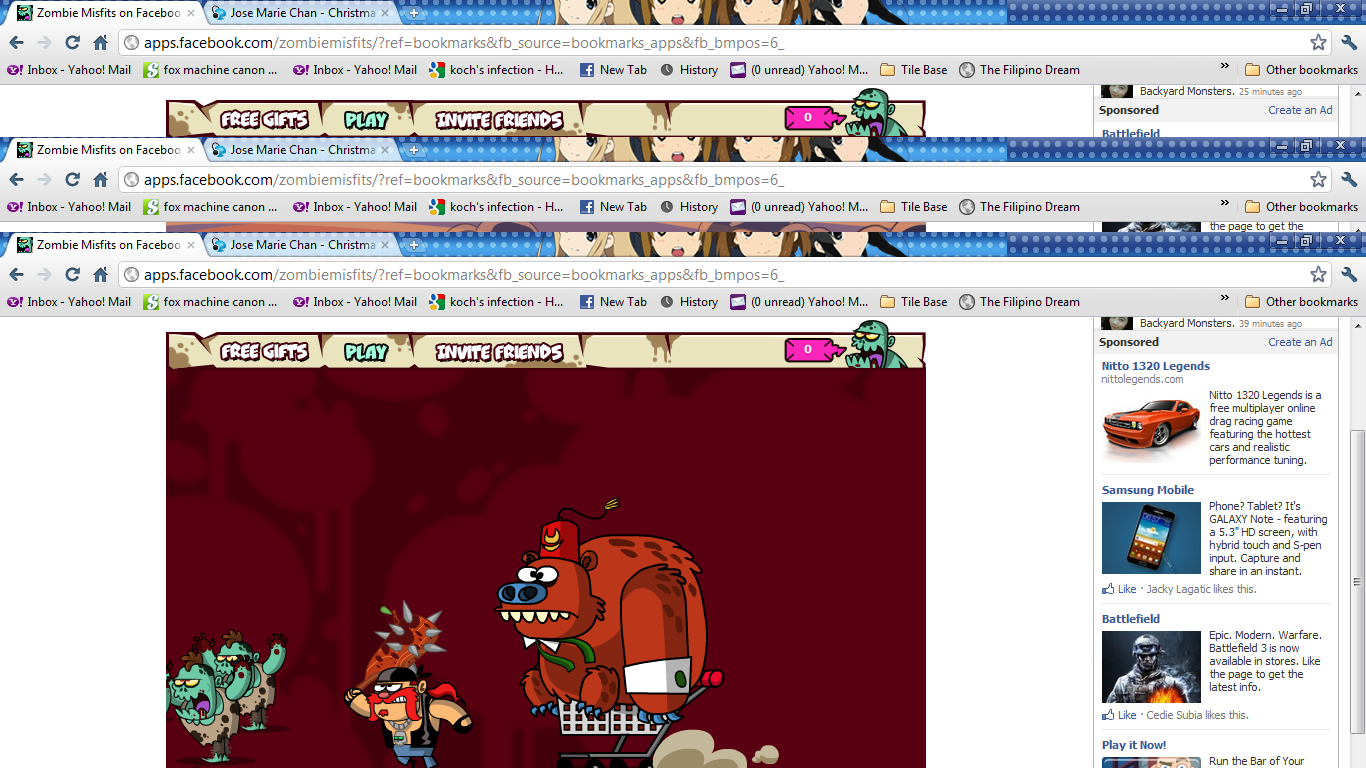 Zombie Misfits on Faceboo
Jose Marie Chan - Christma
apps.facebook.com/zombiemisfits/?ref=bookmarks&fb_source=bookmarks_apps&fb_bmpos=6_
Inbox - Yahoo! Mail
fox machine canon ...
Inbox - Yahoo! Mail
koch's infection - H...
New Tab
History
(0 unread) Yahoo! M...
Tile Base
The Filipino Dream
»
Other bookmarks
FREE GIFTS
PLAY
INVITE FRIENDS
0
Backyard Monsters. 25 minutes ago
Sponsored
Create an Ad
Battlefield
Zombie Misfits on Faceboo
Jose Marie Chan - Christma
apps.facebook.com/zombiemisfits/?ref=bookmarks&fb_source=bookmarks_apps&fb_bmpos=6_
Inbox - Yahoo! Mail
fox machine canon ...
Inbox - Yahoo! Mail
koch's infection - H...
New Tab
History
(0 unread) Yahoo! M...
Tile Base
The Filipino Dream
»
Other bookmarks
the page to get the
Zombie Misfits on Faceboo
Jose Marie Chan - Christma
apps.facebook.com/zombiemisfits/?ref=bookmarks&fb_source=bookmarks_apps&fb_bmpos=6_
Inbox - Yahoo! Mail
fox machine canon ...
Inbox - Yahoo! Mail
koch's infection - H...
New Tab
History
(0 unread) Yahoo! M...
Tile Base
The Filipino Dream
»
Other bookmarks
FREE GIFTS
PLAY
INVITE FRIENDS
0
Backyard Monsters. 39 minutes ago
Sponsored
Create an Ad
Nitto 1320 Legends
nittolegends.com
Nitto 1320 Legends is a
free multiplayer online
drag racing game
featuring the hottest
cars and realistic
performance tuning.
Samsung Mobile
Phone? Tablet? It's
GALAXY Note - featuring
a 5.3" HD screen, with
hybrid touch and S-pen
input. Capture and
share in an instant.
Like · Jacky Lagatic likes this.
Battlefield
Epic. Modern. Warfare.
Battlefield 3 is now
available in stores. Like
the page to get the
latest info.
Like · Cedie Subia likes this.
Play it Now!
Run the Bar of Your